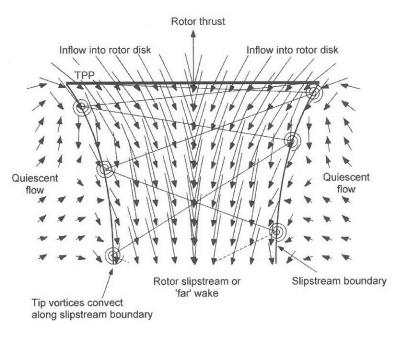 Rotor thrust
Inflow into rotor disk
Inflow into rotor disk
TPP
Quiescent
flow
Quiescent
flow
Tip vortices convect
along slipstream boundary
Rotor slipstream or
'far' wake
Slipstream boundary